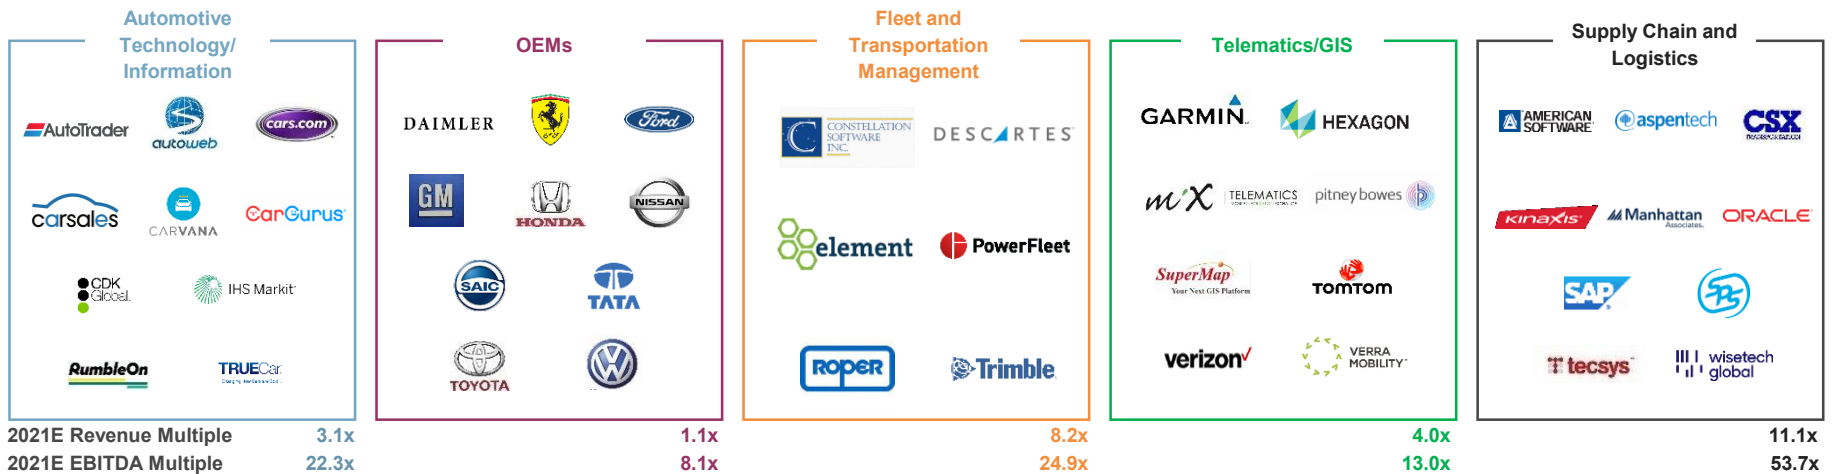 Automotive
Technology/
Information
OEMs
Fleet and
Transportation
Management
Telematics/GIS
Supply Chain and
Logistics
AutoTrader
autoweb
cars.com
carsales
CARVANA
CarGurus
CDK
Global.
IHS Markit
RumbleOn
TRUECar.
DAIMLER
Ford
GM
HONDA
NISSAN
SAIC
TATA
TOYOTA
CONSTELLATION
SOFTWARE
INC.
DESCARTES
element
PowerFleet
ROPER
Trimble
GARMIN
HEXAGON
mix TELEMATICS
pitney bowes
SuperMap
Your Next GIS Platform
TOMTOM
verizon
VERRA
MOBILITY
AMERICAN
SOFTWARE
aspentech
CSX
Kinaxis
Manhattan
Associates.
ORACLE
SAP
SPS
tecsys
wisetech
global
2021E Revenue Multiple 3.1x 1.1x 8.2x 4.0x 11.1x
2021E EBITDA Multiple 22.3x 8.1x 24.9x 13.0x 53.7x